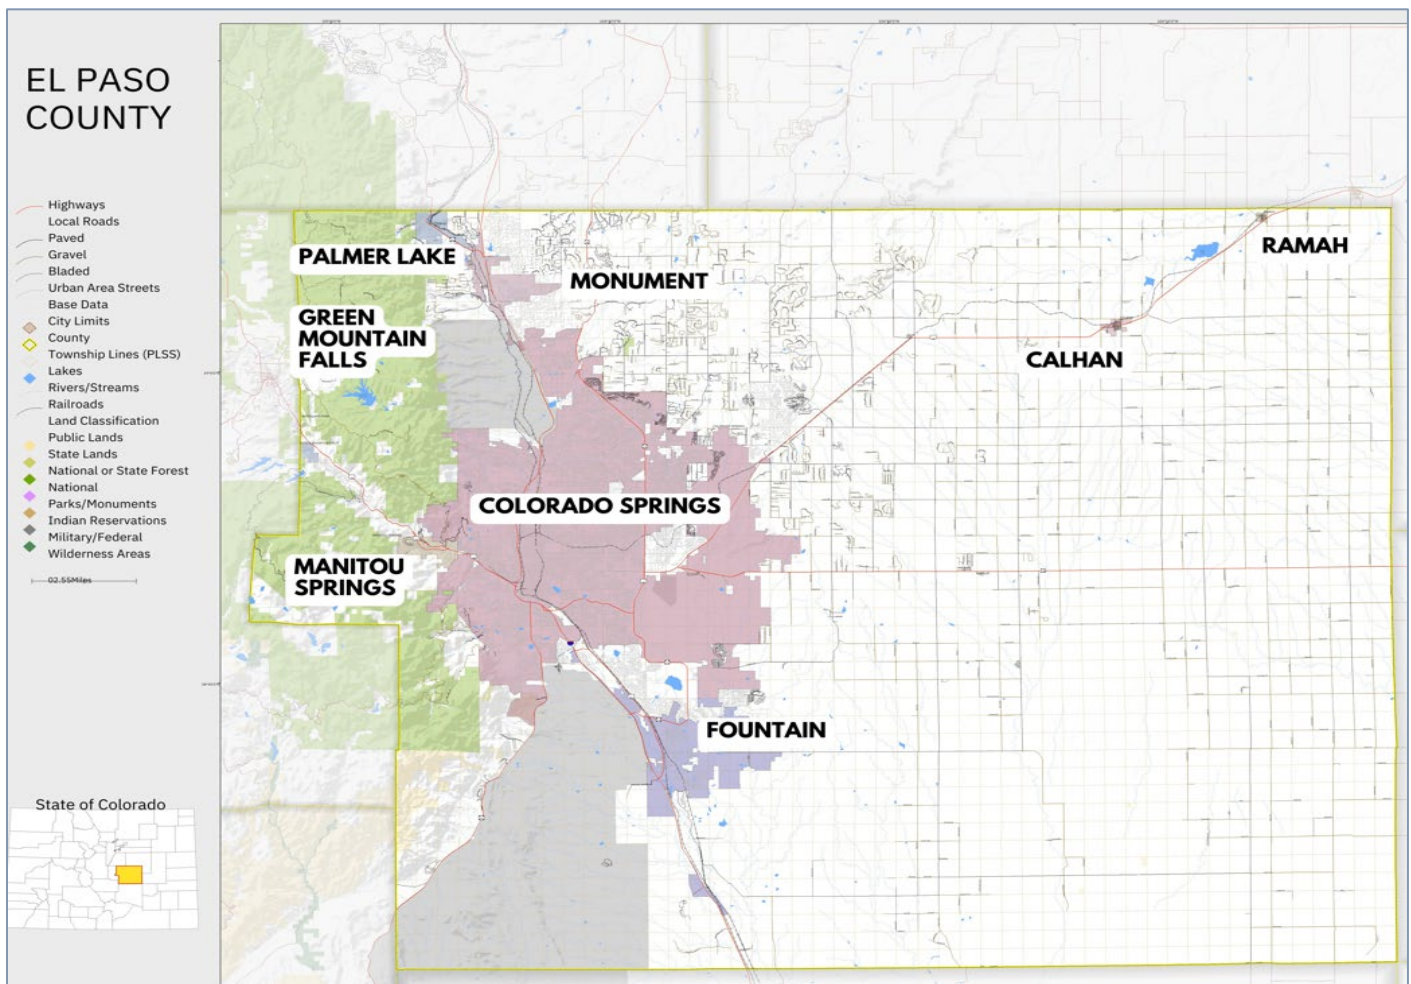 EL PASO
COUNTY
Highways
Local Roads
Paved
Gravel
Bladed
Urban Area Streets
Base Data
City Limits
County
Township Lines (PLSS)
Lakes
Rivers/Streams
Railroads
Land Classification
Public Lands
State Lands
National or State Forest
National
Parks/Monuments
Indian Reservations
Military/Federal
Wilderness Areas
02.55Miles
State of Colorado
PALMER LAKE
MONUMENT
RAMAH
GREEN
MOUNTAIN
FALLS
CALHAN
COLORADO SPRINGS
MANITOU
SPRINGS
FOUNTAIN